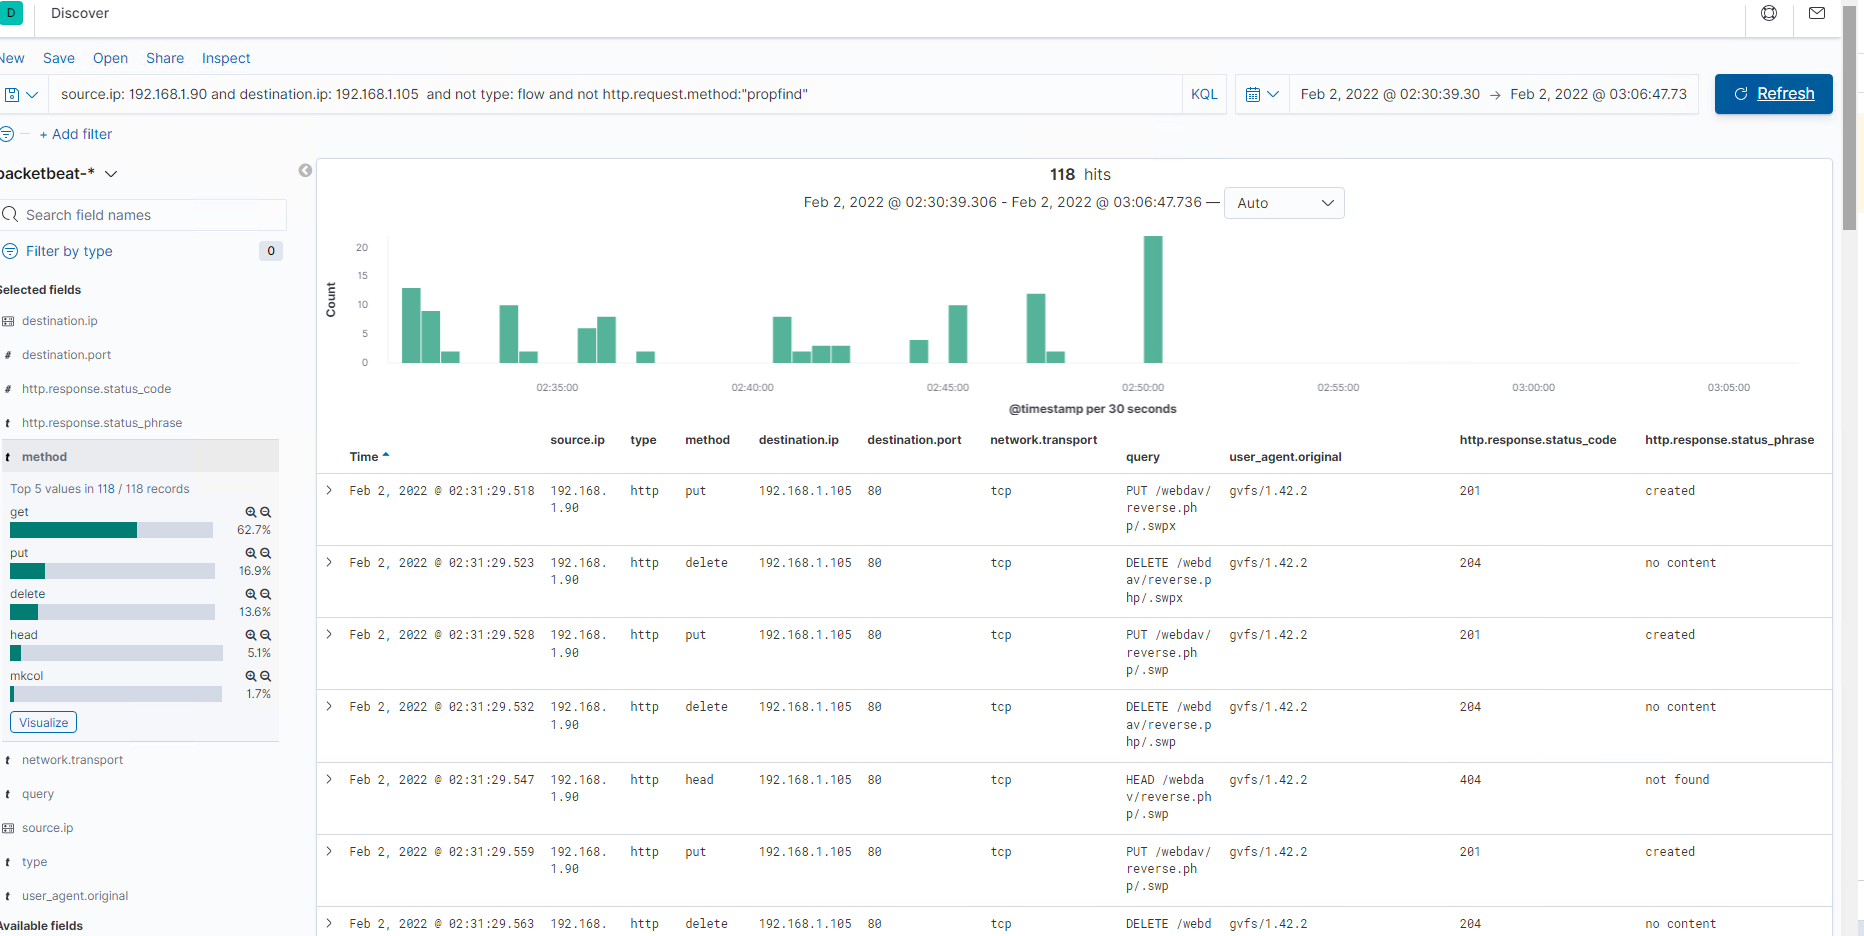 D Discover
New Save Open Share Inspect
source.ip: 192.168.1.90 and destination.ip: 192.168.1.105 and not type: flow and not http.request.method:"propfind" KQL Feb 2, 2022 @ 02:30:39.30 → Feb 2, 2022 @ 03:06:47.73 Refresh
+ Add filter
packetbeat-*
Search field names
Filter by type 0
Selected fields
destination.ip
# destination.port
# http.response.status_code
t http.response.status_phrase
t method
Top 5 values in 118 / 118 records
get
62.7%
put
16.9%
delete
13.6%
head
5.1%
mkcol
1.7%
Visualize
t network.transport
t query
source.ip
t type
t user_agent.original
Available fields
118 hits
Feb 2, 2022 @ 02:30:39.306 - Feb 2, 2022 @ 03:06:47.736 — Auto
Count
20
15
10
5
0
02:35:00 02:40:00 02:45:00 02:50:00 02:55:00 03:00:00 03:05:00
@timestamp per 30 seconds
Time source.ip type method destination.ip destination.port network.transport query user_agent.original http.response.status_code http.response.status_phrase
Feb 2, 2022 @ 02:31:29.518 192.168. http put 192.168.1.105 80 tcp PUT /webdav/ gvfs/1.42.2 201 created
1.90 reverse.ph
p/.swpx
Feb 2, 2022 @ 02:31:29.523 192.168. http delete 192.168.1.105 80 tcp DELETE /webd gvfs/1.42.2 204 no content
1.90 av/reverse.p
hp/.swpx
Feb 2, 2022 @ 02:31:29.528 192.168. http put 192.168.1.105 80 tcp PUT /webdav/ gvfs/1.42.2 201 created
1.90 reverse.ph
p/.swp
Feb 2, 2022 @ 02:31:29.532 192.168. http delete 192.168.1.105 80 tcp DELETE /webd gvfs/1.42.2 204 no content
1.90 av/reverse.p
hp/.swp
Feb 2, 2022 @ 02:31:29.547 192.168. http head 192.168.1.105 80 tcp HEAD /webda gvfs/1.42.2 404 not found
1.90 v/reverse.ph
p/.swp
Feb 2, 2022 @ 02:31:29.559 192.168. http put 192.168.1.105 80 tcp PUT /webdav/ gvfs/1.42.2 201 created
1.90 reverse.ph
p/.swp
Feb 2, 2022 @ 02:31:29.563 192.168. http delete 192.168.1.105 80 tcp DELETE /webd gvfs/1.42.2 204 no content